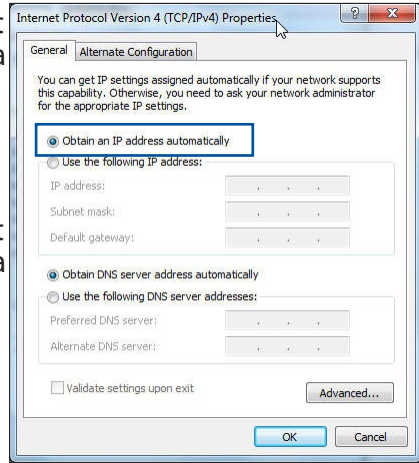 Internet Protocol Version 4 (TCP/IPv4) Properties
General Alternate Configuration
You can get IP settings assigned automatically if your network supports
this capability. Otherwise, you need to ask your network administrator
for the appropriate IP settings.
Obtain an IP address automatically
Use the following IP address:
IP address:
Subnet mask:
Default gateway:
Obtain DNS server address automatically
Use the following DNS server addresses:
Preferred DNS server:
Alternate DNS server:
Validate settings upon exit
Advanced...
OK Cancel